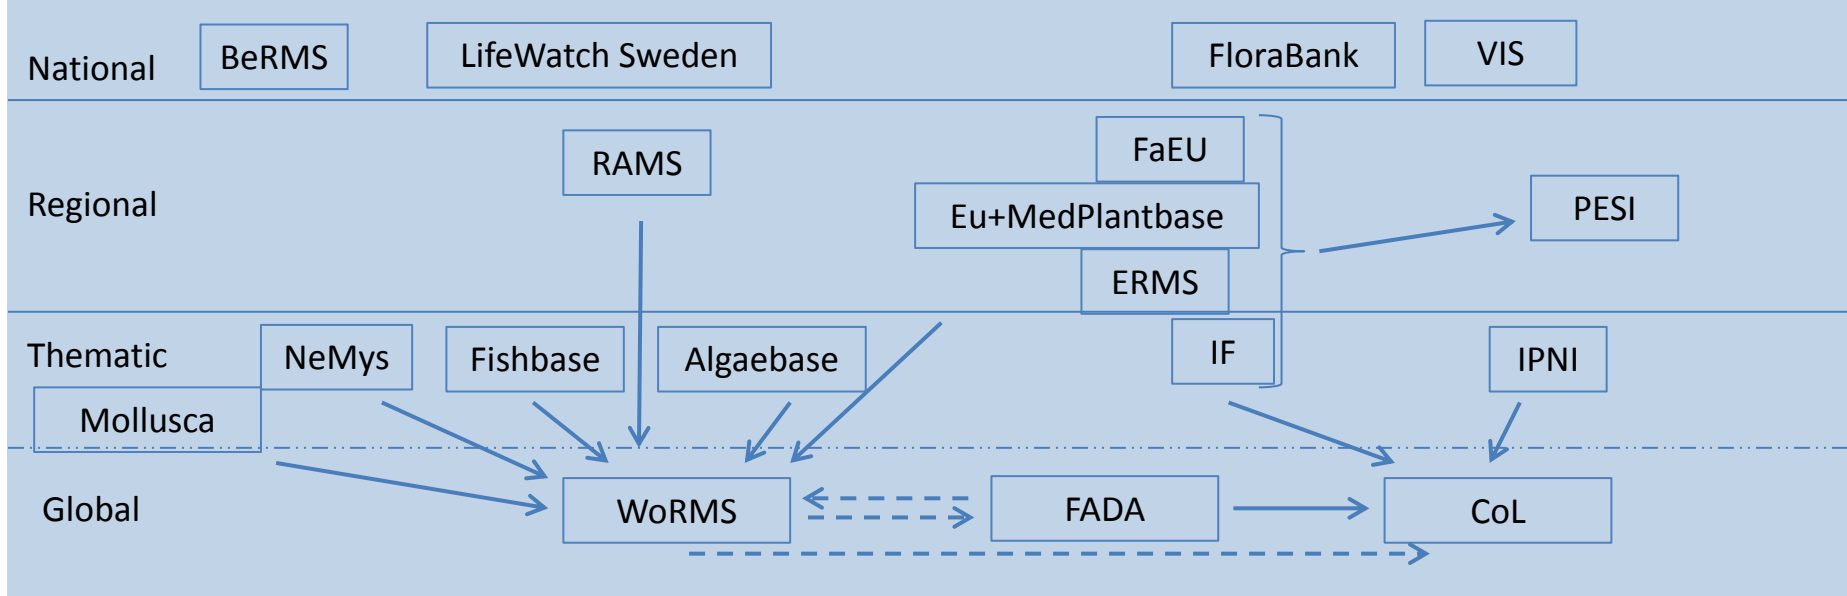 National
BeRMS
LifeWatch Sweden
FloraBank
VIS
Regional
RAMS
FaEU
Eu+MedPlantbase
ERMS
PESI
Thematic
NeMys
Fishbase
Algaebase
IF
IPNI
Mollusca
Global
WoRMS
FADA
CoL